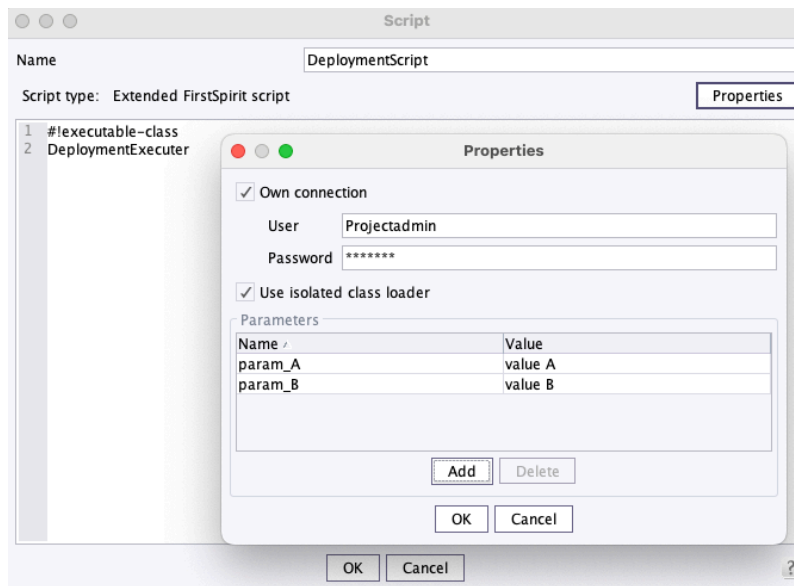 Script
Name DeploymentScript
Script type: Extended FirstSpirit script Properties
1 #!executable-class
2 DeploymentExecuter
Properties
Own connection
User Projectadmin
Password *******
Use isolated class loader
Parameters
Name Value
param_A value A
param_B value B
Add Delete
OK Cancel
OK Cancel ?